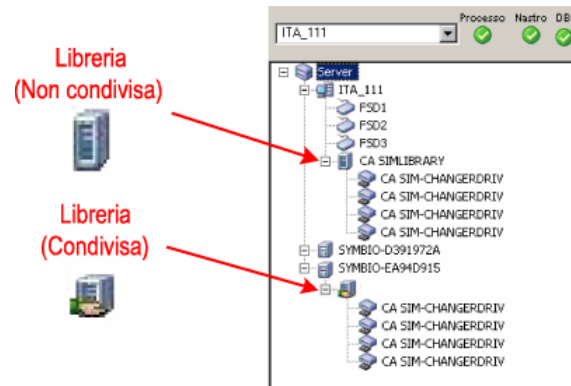 Libreria
(Non condivisa)
Libreria
(Condivisa)
ITA_111
Processo Nastro DB
Server
ITA_111
FSD1
FSD2
FSD3
CA SIMLIBRARY
CA SIM-CHANGERDRIV
CA SIM-CHANGERDRIV
CA SIM-CHANGERDRIV
CA SIM-CHANGERDRIV
SYMBIO-D391972A
SYMBIO-EA94D915
CA SIM-CHANGERDRIV
CA SIM-CHANGERDRIV
CA SIM-CHANGERDRIV
CA SIM-CHANGERDRIV